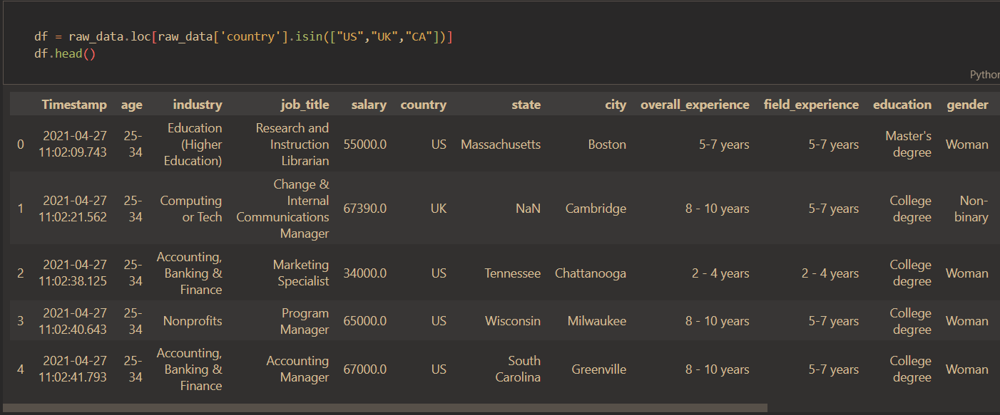 df = raw_data.loc[raw_data['country'].isin(["US","UK","CA"])]
df.head()
Python
Timestamp age industry job_title salary country state city overall_experience field_experience education gender
0 2021-04-27 11:02:09.743 25-34 Education (Higher Education) Research and Instruction Librarian 55000.0 US Massachusetts Boston 5-7 years 5-7 years Master's degree Woman
1 2021-04-27 11:02:21.562 25-34 Computing or Tech Change & Internal Communications Manager 67390.0 UK NaN Cambridge 8 - 10 years 5-7 years College degree Non-binary
2 2021-04-27 11:02:38.125 25-34 Accounting, Banking & Finance Marketing Specialist 34000.0 US Tennessee Chattanooga 2 - 4 years 2 - 4 years College degree Woman
3 2021-04-27 11:02:40.643 25-34 Nonprofits Program Manager 65000.0 US Wisconsin Milwaukee 8 - 10 years 5-7 years College degree Woman
4 2021-04-27 11:02:41.793 25-34 Accounting, Banking & Finance Accounting Manager 67000.0 US South Carolina Greenville 8 - 10 years 5-7 years College degree Woman